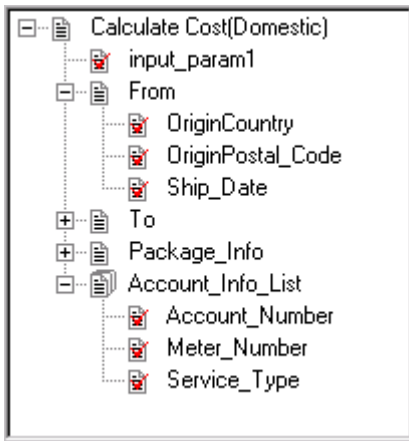 Calculate Cost(Domestic)
input_param1
From
OriginCountry
OriginPostal_Code
Ship_Date
To
Package_Info
Account_Info_List
Account_Number
Meter_Number
Service_Type